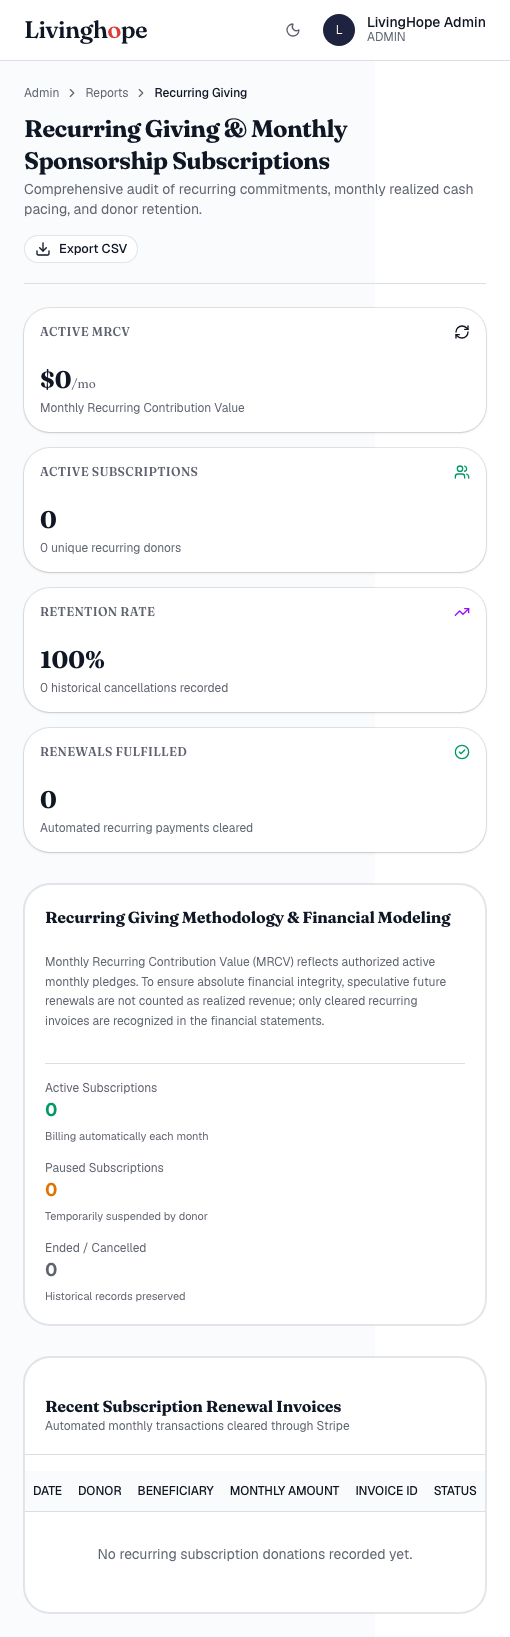 Livinghope
L
LivingHope Admin
ADMIN
Admin > Reports > Recurring Giving
Recurring Giving & Monthly
Sponsorship Subscriptions
Comprehensive audit of recurring commitments, monthly realized cash
pacing, and donor retention.
Export CSV
ACTIVE MRCV
$0/mo
Monthly Recurring Contribution Value
ACTIVE SUBSCRIPTIONS
0
0 unique recurring donors
RETENTION RATE
100%
0 historical cancellations recorded
RENEWALS FULFILLED
0
Automated recurring payments cleared
Recurring Giving Methodology & Financial Modeling
Monthly Recurring Contribution Value (MRCV) reflects authorized active
monthly pledges. To ensure absolute financial integrity, speculative future
renewals are not counted as realized revenue; only cleared recurring
invoices are recognized in the financial statements.
Active Subscriptions
0
Billing automatically each month
Paused Subscriptions
0
Temporarily suspended by donor
Ended / Cancelled
0
Historical records preserved
Recent Subscription Renewal Invoices
Automated monthly transactions cleared through Stripe
DATE DONOR BENEFICIARY MONTHLY AMOUNT INVOICE ID STATUS
No recurring subscription donations recorded yet.